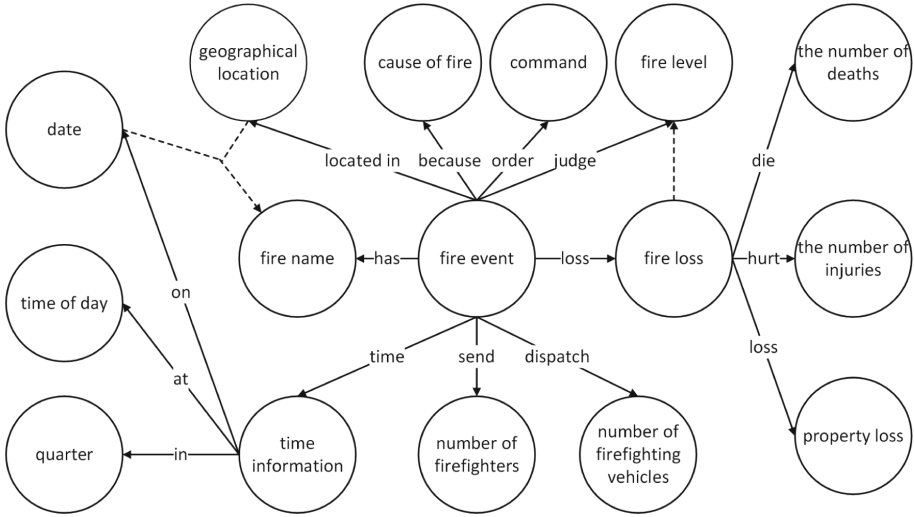 geographical
location
cause of fire
command
fire level
the number of
deaths
date
located in
because
order
judge
die
fire name
has
fire event
loss
fire loss
hurt
the number of
injuries
on
time of day
at
time
send
dispatch
loss
quarter
in
time
information
number of
firefighters
number of
firefighting
vehicles
property loss